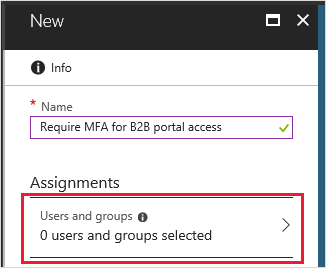 New
Info
* Name
Require MFA for B2B portal access
Assignments
Users and groups
0 users and groups selected